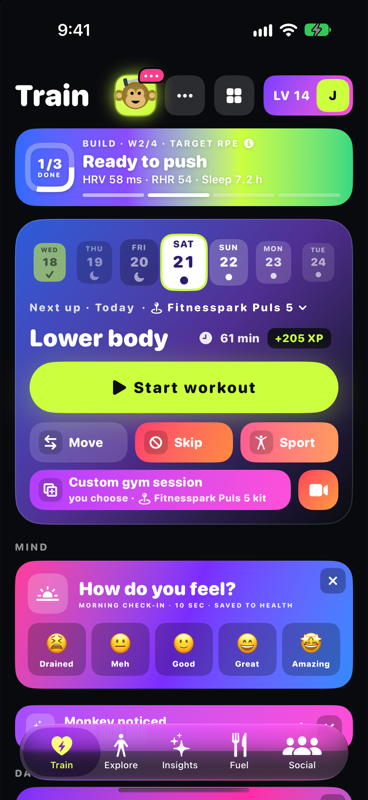 9:41
Train
LV 14 J
BUILD · W2/4 · TARGET RPE
1/3
DONE
Ready to push
HRV 58 ms · RHR 54 · Sleep 7.2 h
WED THU FRI SAT SUN MON TUE
18 19 20 21 22 23 24
Next up · Today · Fitnesspark Puls 5
Lower body
61 min
+205 XP
Start workout
Move
Skip
Sport
Custom gym session
you choose · Fitnesspark Puls 5 kit
MIND
How do you feel?
MORNING CHECK-IN · 10 SEC · SAVED TO HEALTH
Drained
Meh
Good
Great
Amazing
Monkey noticed
Train
Explore
Insights
Fuel
Social